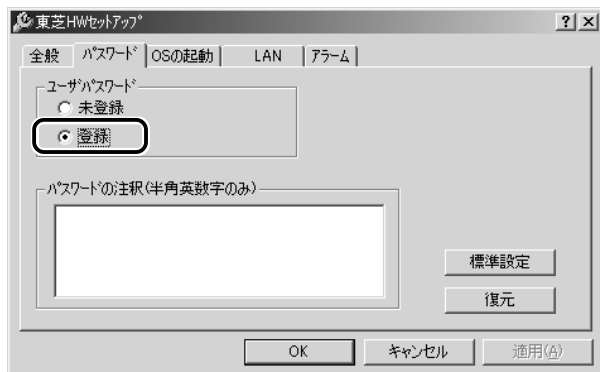 東芝HWｾｯﾄｱｯﾌﾟ
全般 ﾊﾟｽﾜｰﾄﾞ OSの起動 LAN ｱﾗｰﾑ
ﾕｰｻﾞﾊﾟｽﾜｰﾄﾞ
未登録
登録
ﾊﾟｽﾜｰﾄﾞの注釈(半角英数字のみ)
標準設定
復元
OK キャンセル 適用(A)